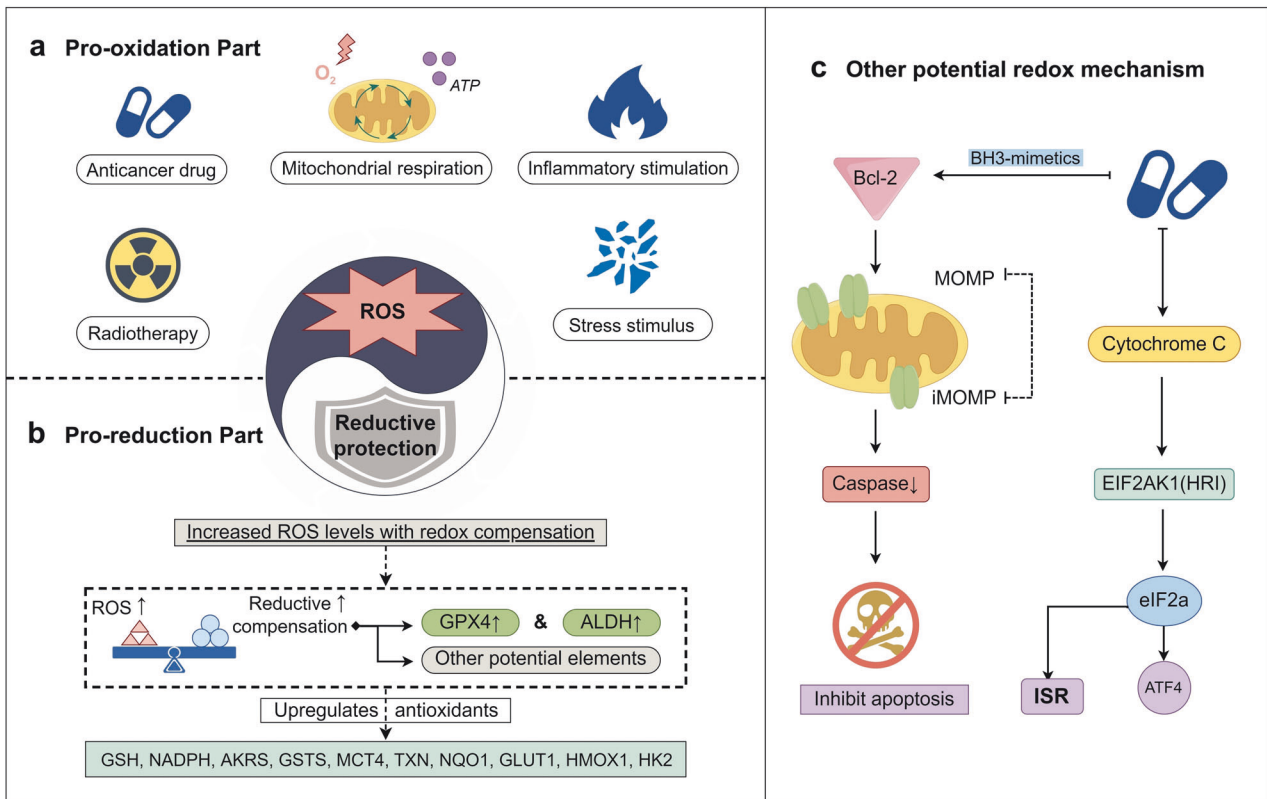 a Pro-oxidation Part
O2
ATP
Anticancer drug
Mitochondrial respiration
Inflammatory stimulation
Radiotherapy
ROS
Stress stimulus
Reductive
protection
b Pro-reduction Part
Increased ROS levels with redox compensation
ROS ↑
Reductive ↑
compensation
GPX4↑ & ALDH↑
Other potential elements
Upregulates antioxidants
GSH, NADPH, AKRS, GSTS, MCT4, TXN, NQO1, GLUT1, HMOX1, HK2
c Other potential redox mechanism
BH3-mimetics
Bcl-2
MOMP
iMOMP
Cytochrome C
Caspase↓
EIF2AK1(HRI)
eIF2a
Inhibit apoptosis
ISR
ATF4